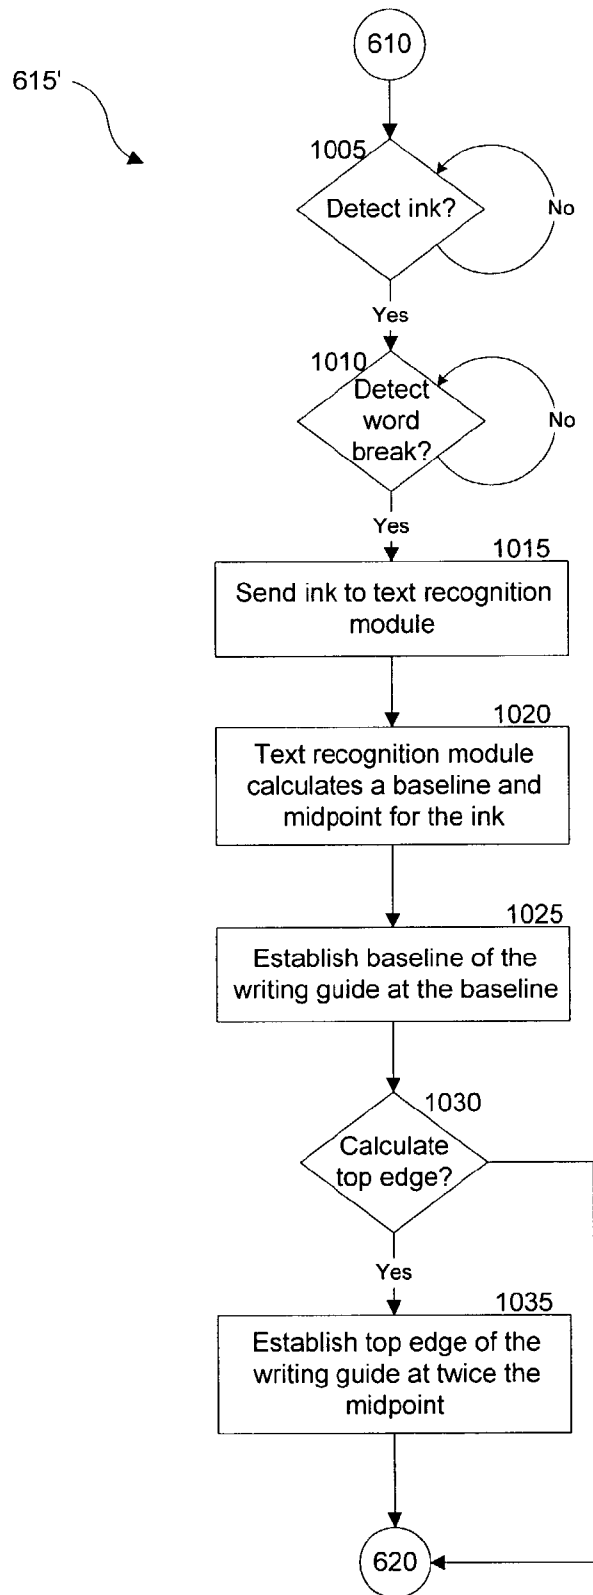 610
615'
1005
Detect ink?
No
Yes
1010
Detect
word
break?
No
Yes
1015
Send ink to text recognition
module
1020
Text recognition module
calculates a baseline and
midpoint for the ink
1025
Establish baseline of the
writing guide at the baseline
1030
Calculate
top edge?
Yes
1035
Establish top edge of the
writing guide at twice the
midpoint
620